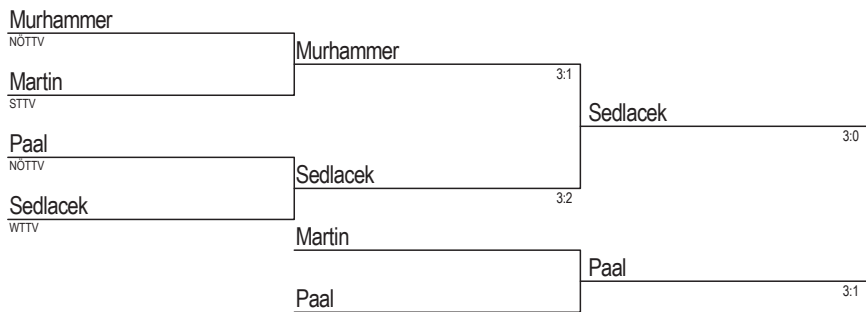 Murhammer
NÖTTV
Murhammer
3:1
Martin
STTV
Sedlacek
3:0
Paal
NÖTTV
Sedlacek
3:2
Sedlacek
WTTV
Martin
Paal
3:1
Paal